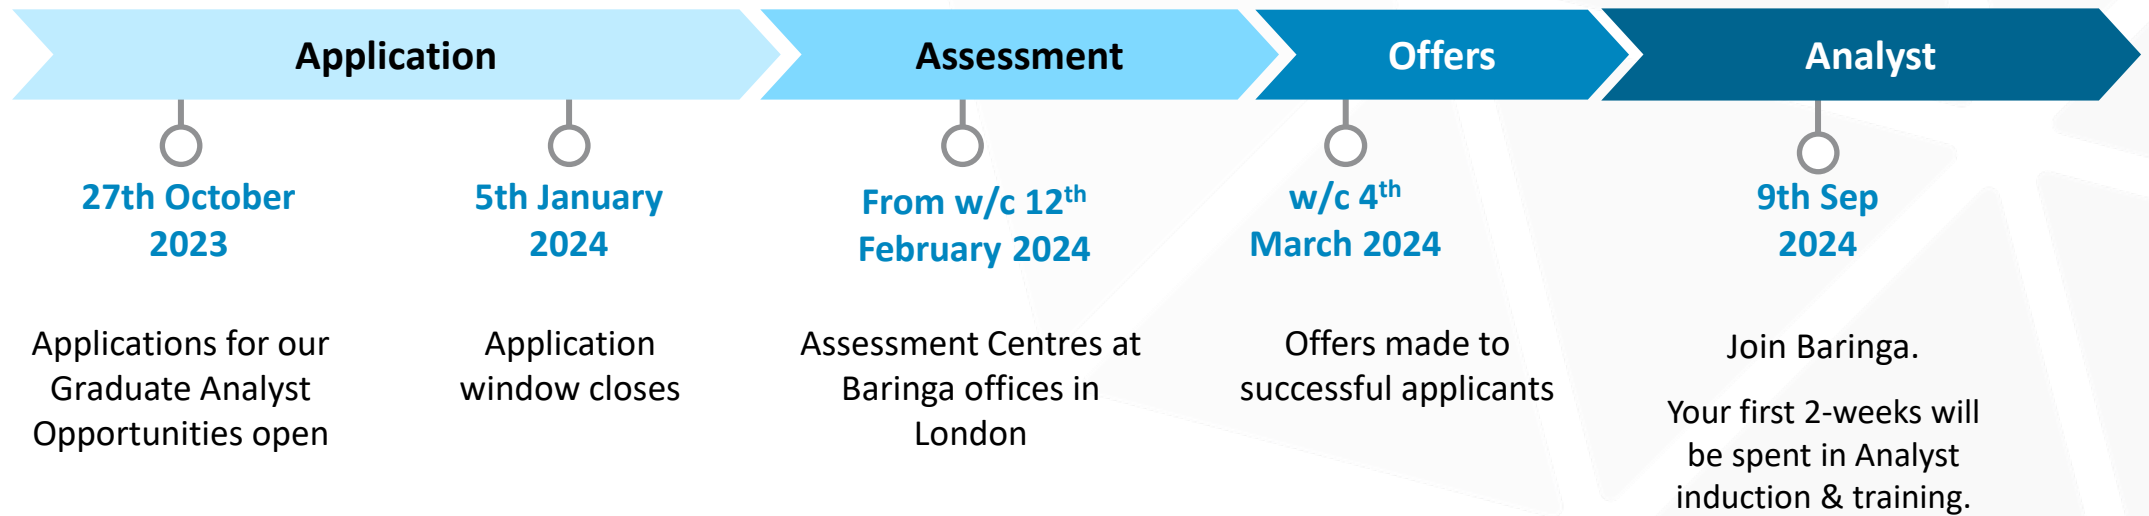 Application
Assessment
Offers
Analyst
27th October
2023
Applications for our
Graduate Analyst
Opportunities open
5th January
2024
Application
window closes
From w/c 12th
February 2024
Assessment Centres at
Baringa offices in
London
w/c 4th
March 2024
Offers made to
successful applicants
9th Sep
2024
Join Baringa.
Your first 2-weeks will
be spent in Analyst
induction & training.